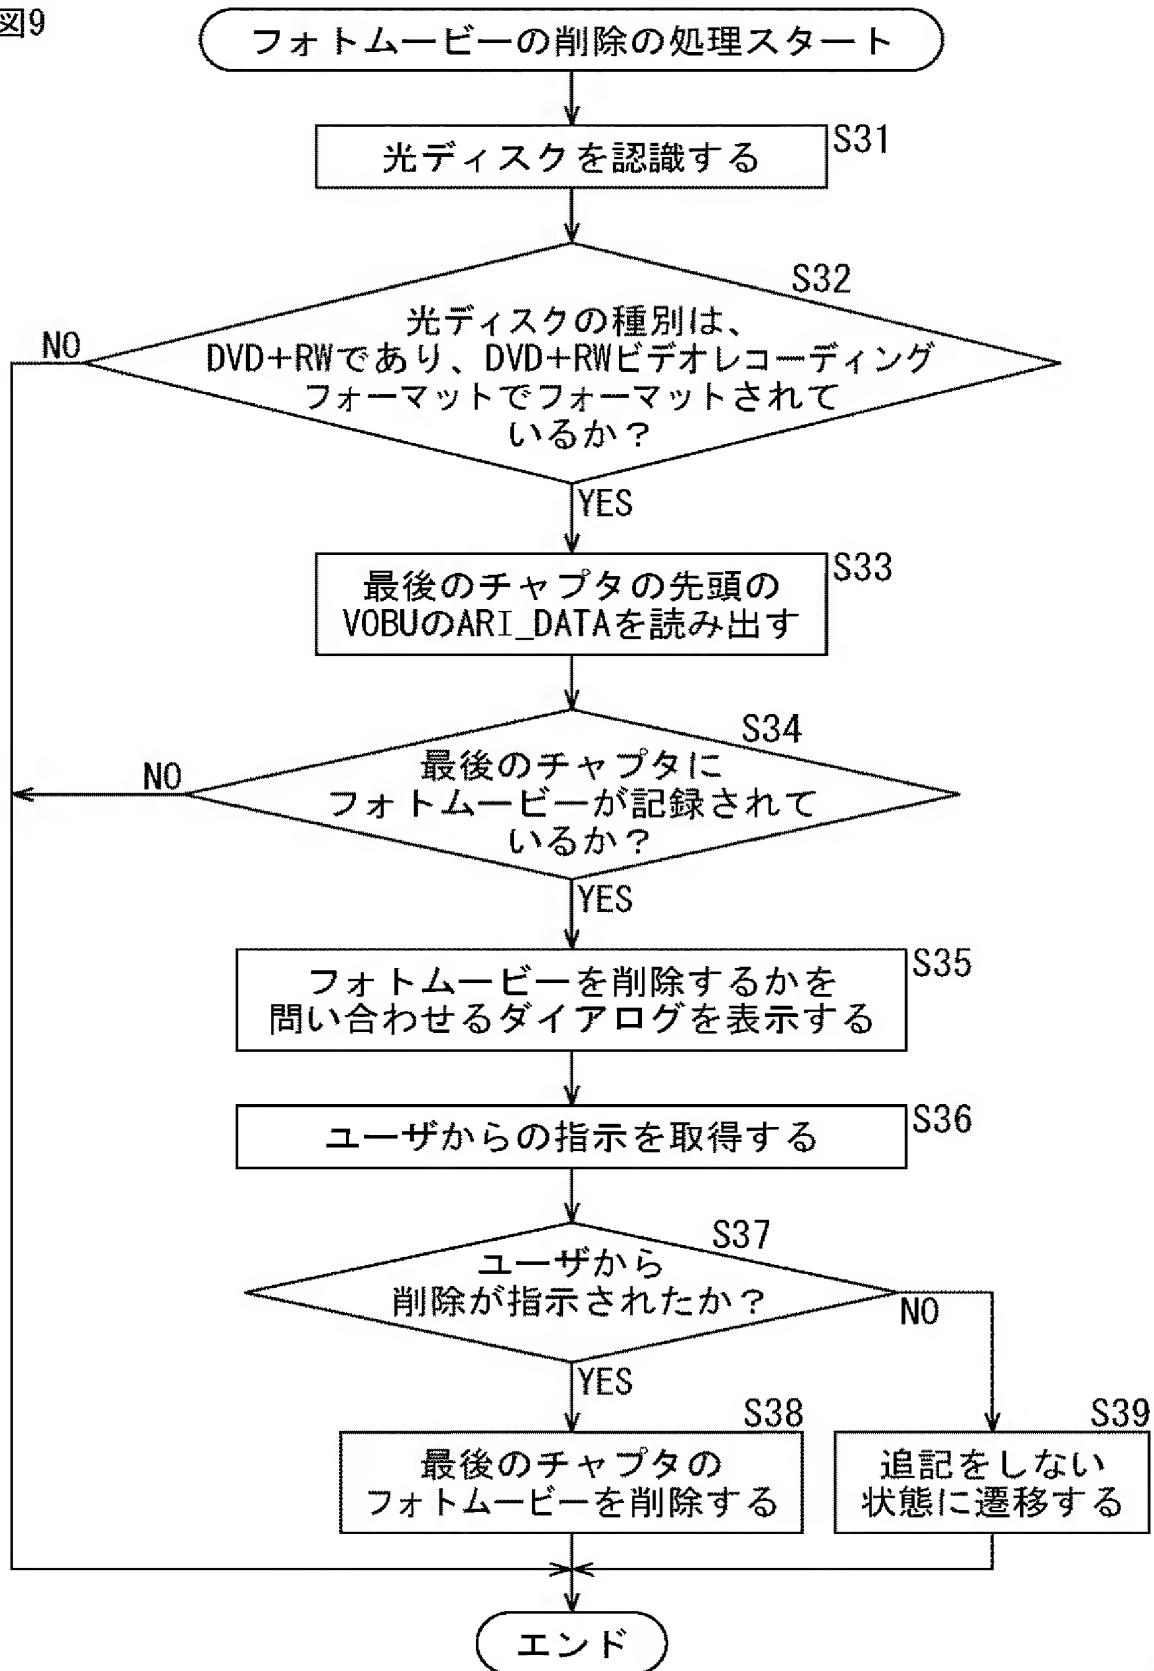 図9
フォトムービーの削除の処理スタート
S31
光ディスクを認識する
S32
光ディスクの種別は、
NO
DVD+RWであり、DVD+RWビデオレコーディング
フォーマットでフォーマットされて
いるか?
YES
S33
最後のチャプタの先頭の
VOBUのARI_DATAを読み出す
S34
最後のチャプタに
NO
フォトムービーが記録されて
いるか?
YES
S35
フォトムービーを削除するかを
問い合わせるダイアログを表示する
S36
ユーザからの指示を取得する
S37
ユーザから
削除が指示されたか?
NO
YES
S38
最後のチャプタの
フォトムービーを削除する
S39
追記をしない
状態に遷移する
エンド